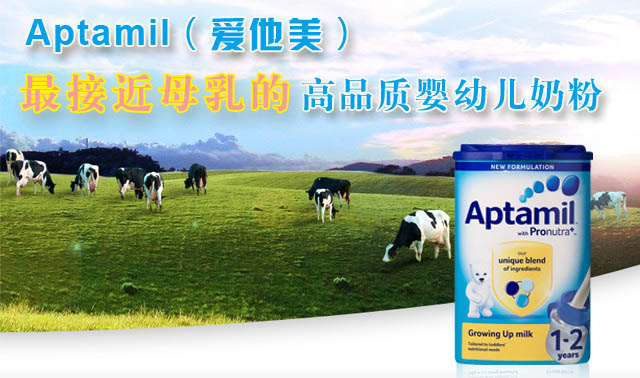 Aptamil（爱他美）
最接近母乳的 高品质婴幼儿奶粉
NEW FORMULATION
Aptamil
with Pronutra+
our
unique blend
of ingredients
Growing Up milk
Tailored to toddlers'
nutritional needs
1-2
years